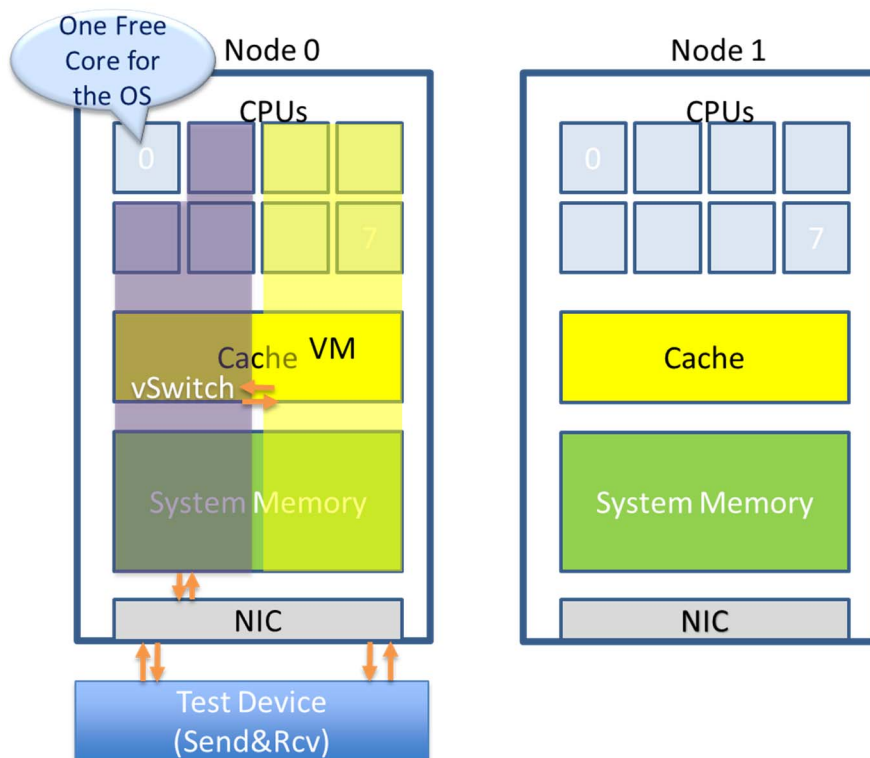 One Free
Core for
the OS
Node 0
CPUs
0
7
Cache
VM
vSwitch
System Memory
NIC
Test Device
(Send&Rcv)
Node 1
CPUs
0
7
Cache
System Memory
NIC